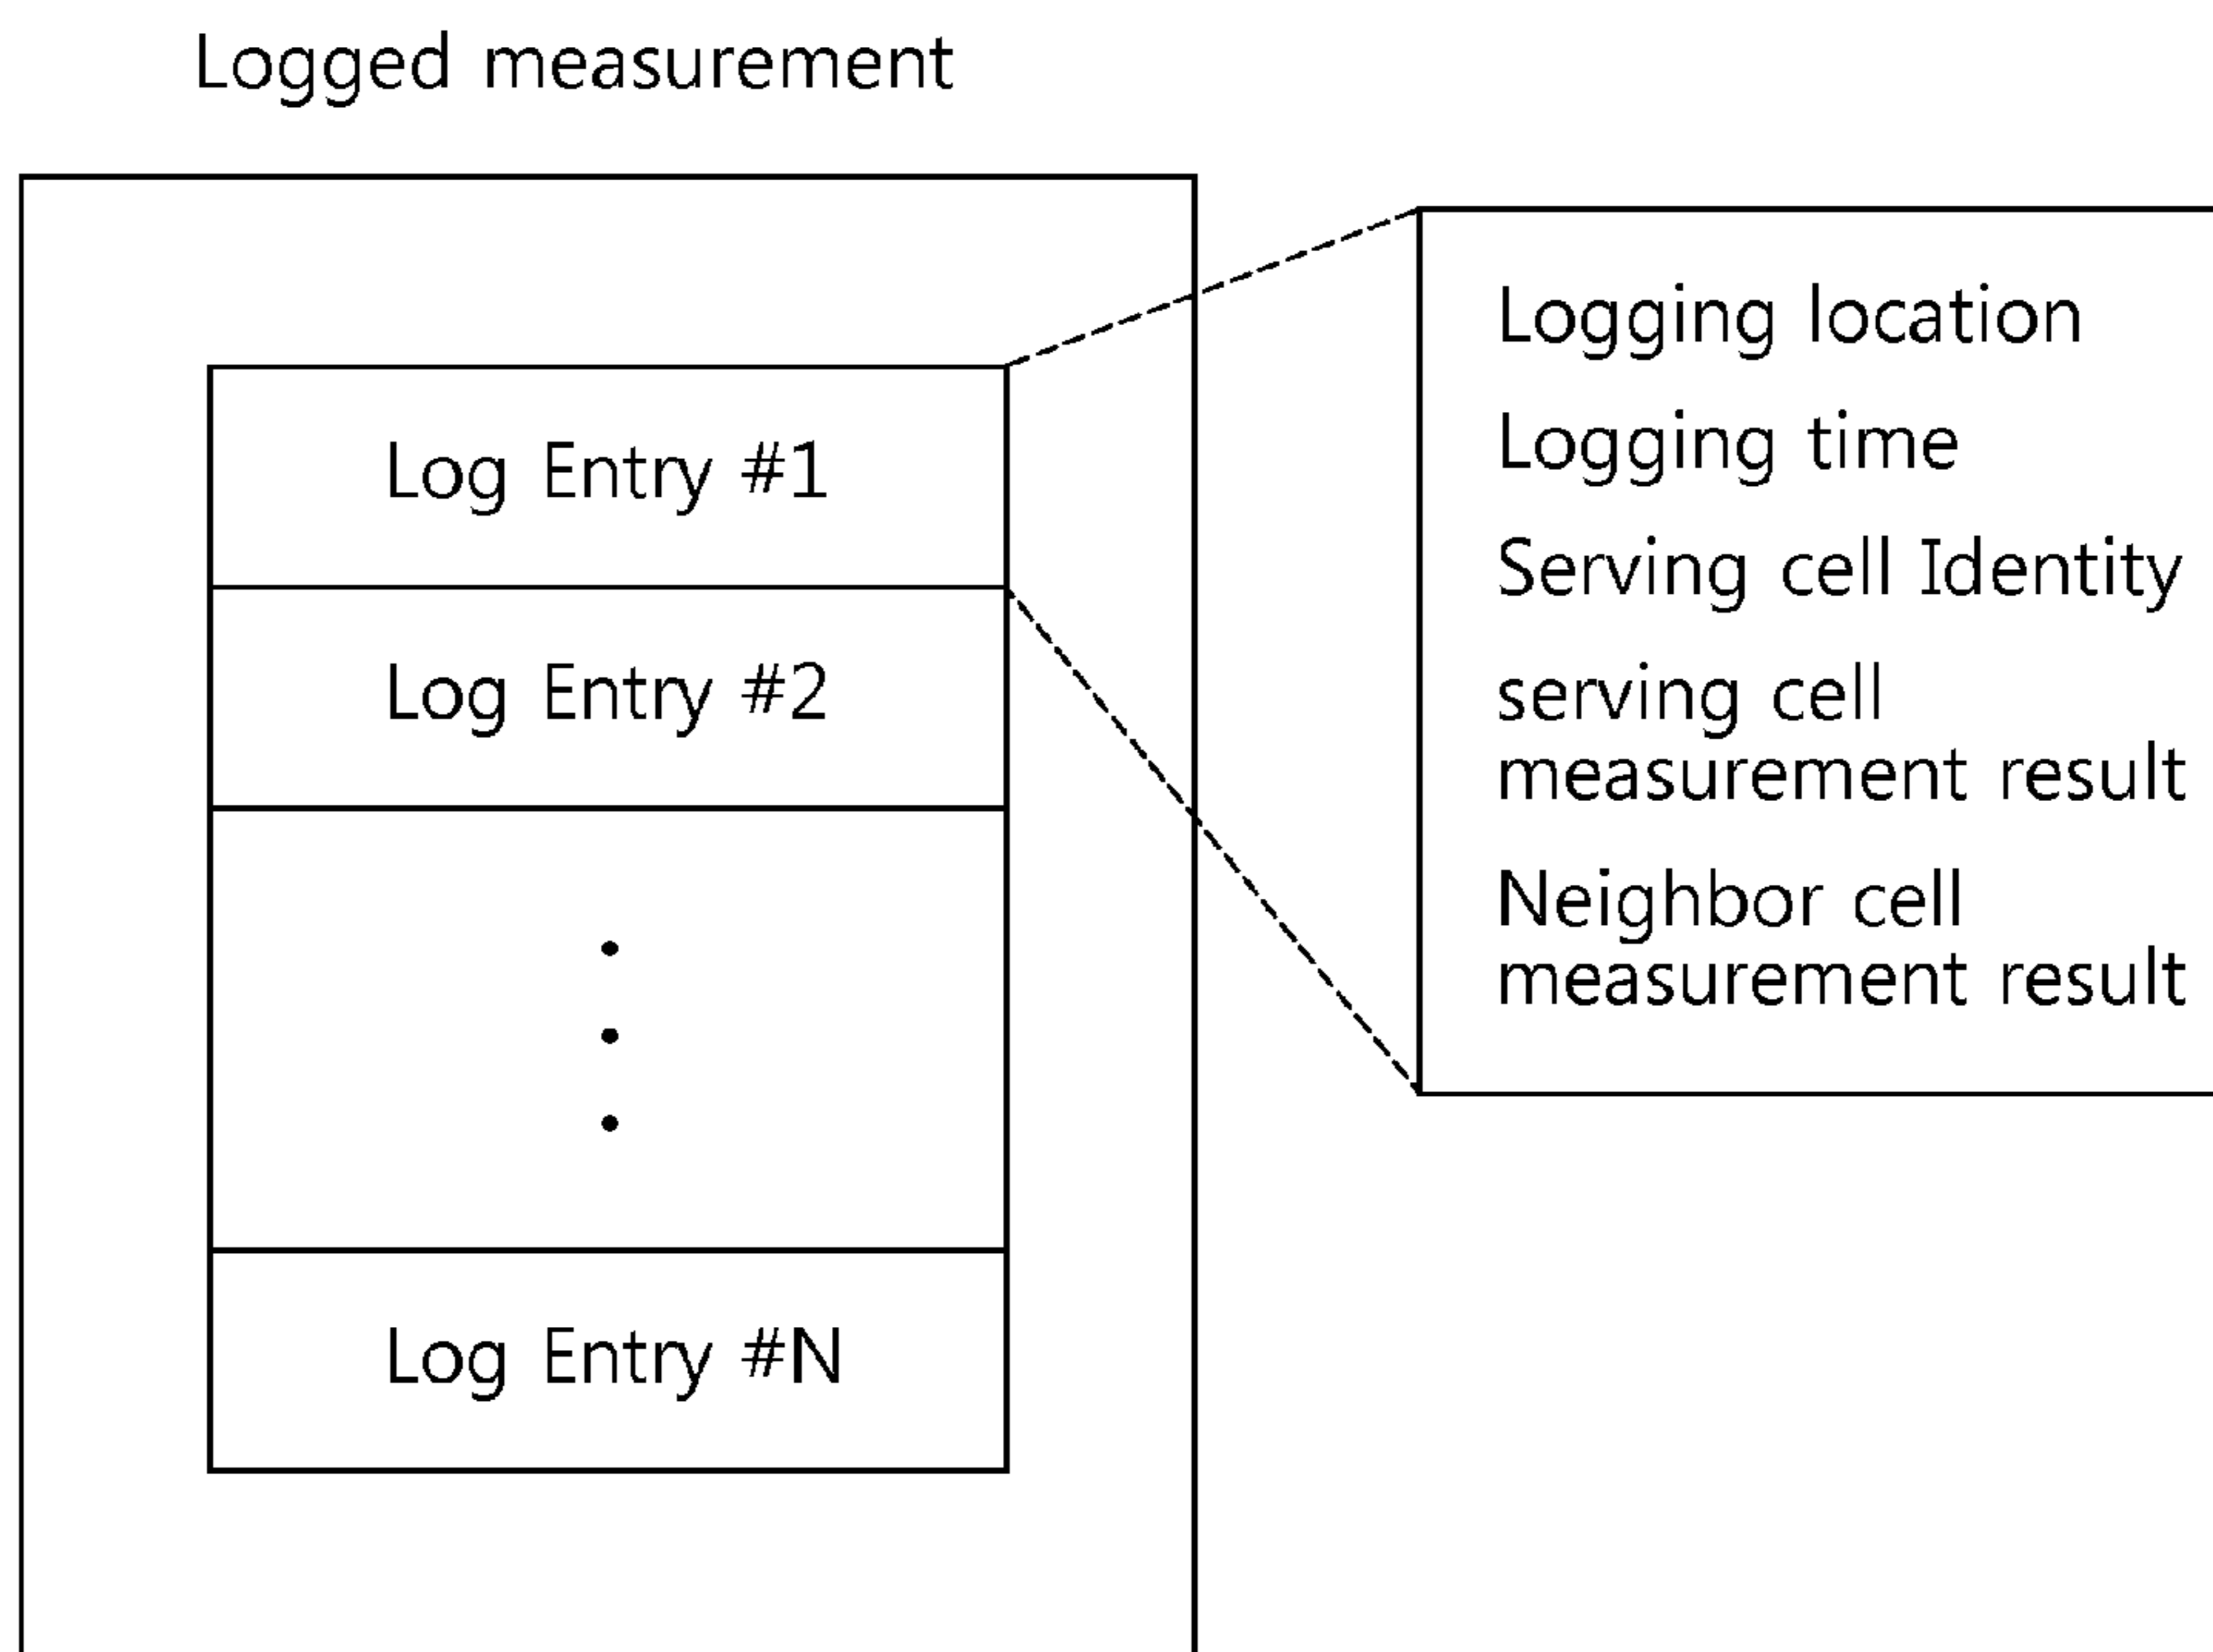 Logged measurement
Log Entry #1
Log Entry #2
Log Entry #N
Logging location
Logging time
Serving cell Identity
serving cell
measurement result
Neighbor cell
measurement result